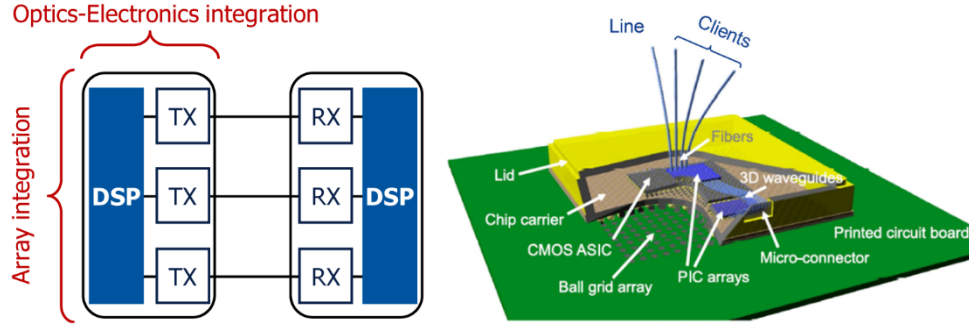 Optics-Electronics integration
Array integration
DSP
TX
RX
TX
RX
TX
RX
DSP
Line
Clients
Fibers
Lid
3D waveguides
Chip carrier
CMOS ASIC
Printed circuit board
Micro-connector
Ball grid array
PIC arrays